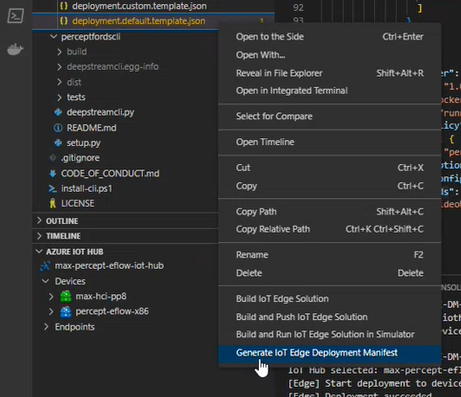 deployment.custom.template.json
deployment.default.template.json 1
perceptfordscli
build
deepstreamcli.egg-info
dist
tests
deepstreamcli.py
README.md
setup.py
.gitignore
CODE_OF_CONDUCT.md
install-cli.ps1
LICENSE
OUTLINE
TIMELINE
AZURE IOT HUB
max-percept-eflow-iot-hub
Devices
max-hci-pp8
percept-eflow-x86
Endpoints
Open to the Side Ctrl+Enter
Open With...
Reveal in File Explorer Shift+Alt+R
Open in Integrated Terminal
Select for Compare
Open Timeline
Cut Ctrl+X
Copy Ctrl+C
Copy Path Shift+Alt+C
Copy Relative Path Ctrl+K Ctrl+Shift+C
Rename F2
Delete Delete
Build IoT Edge Solution
Build and Push IoT Edge Solution
Build and Run IoT Edge Solution in Simulator
Generate IoT Edge Deployment Manifest
92 ]
93 }
IoT Hub selected: max-percept-ef
[Edge] Start deployment to device
[Edge] Deployment succeeded